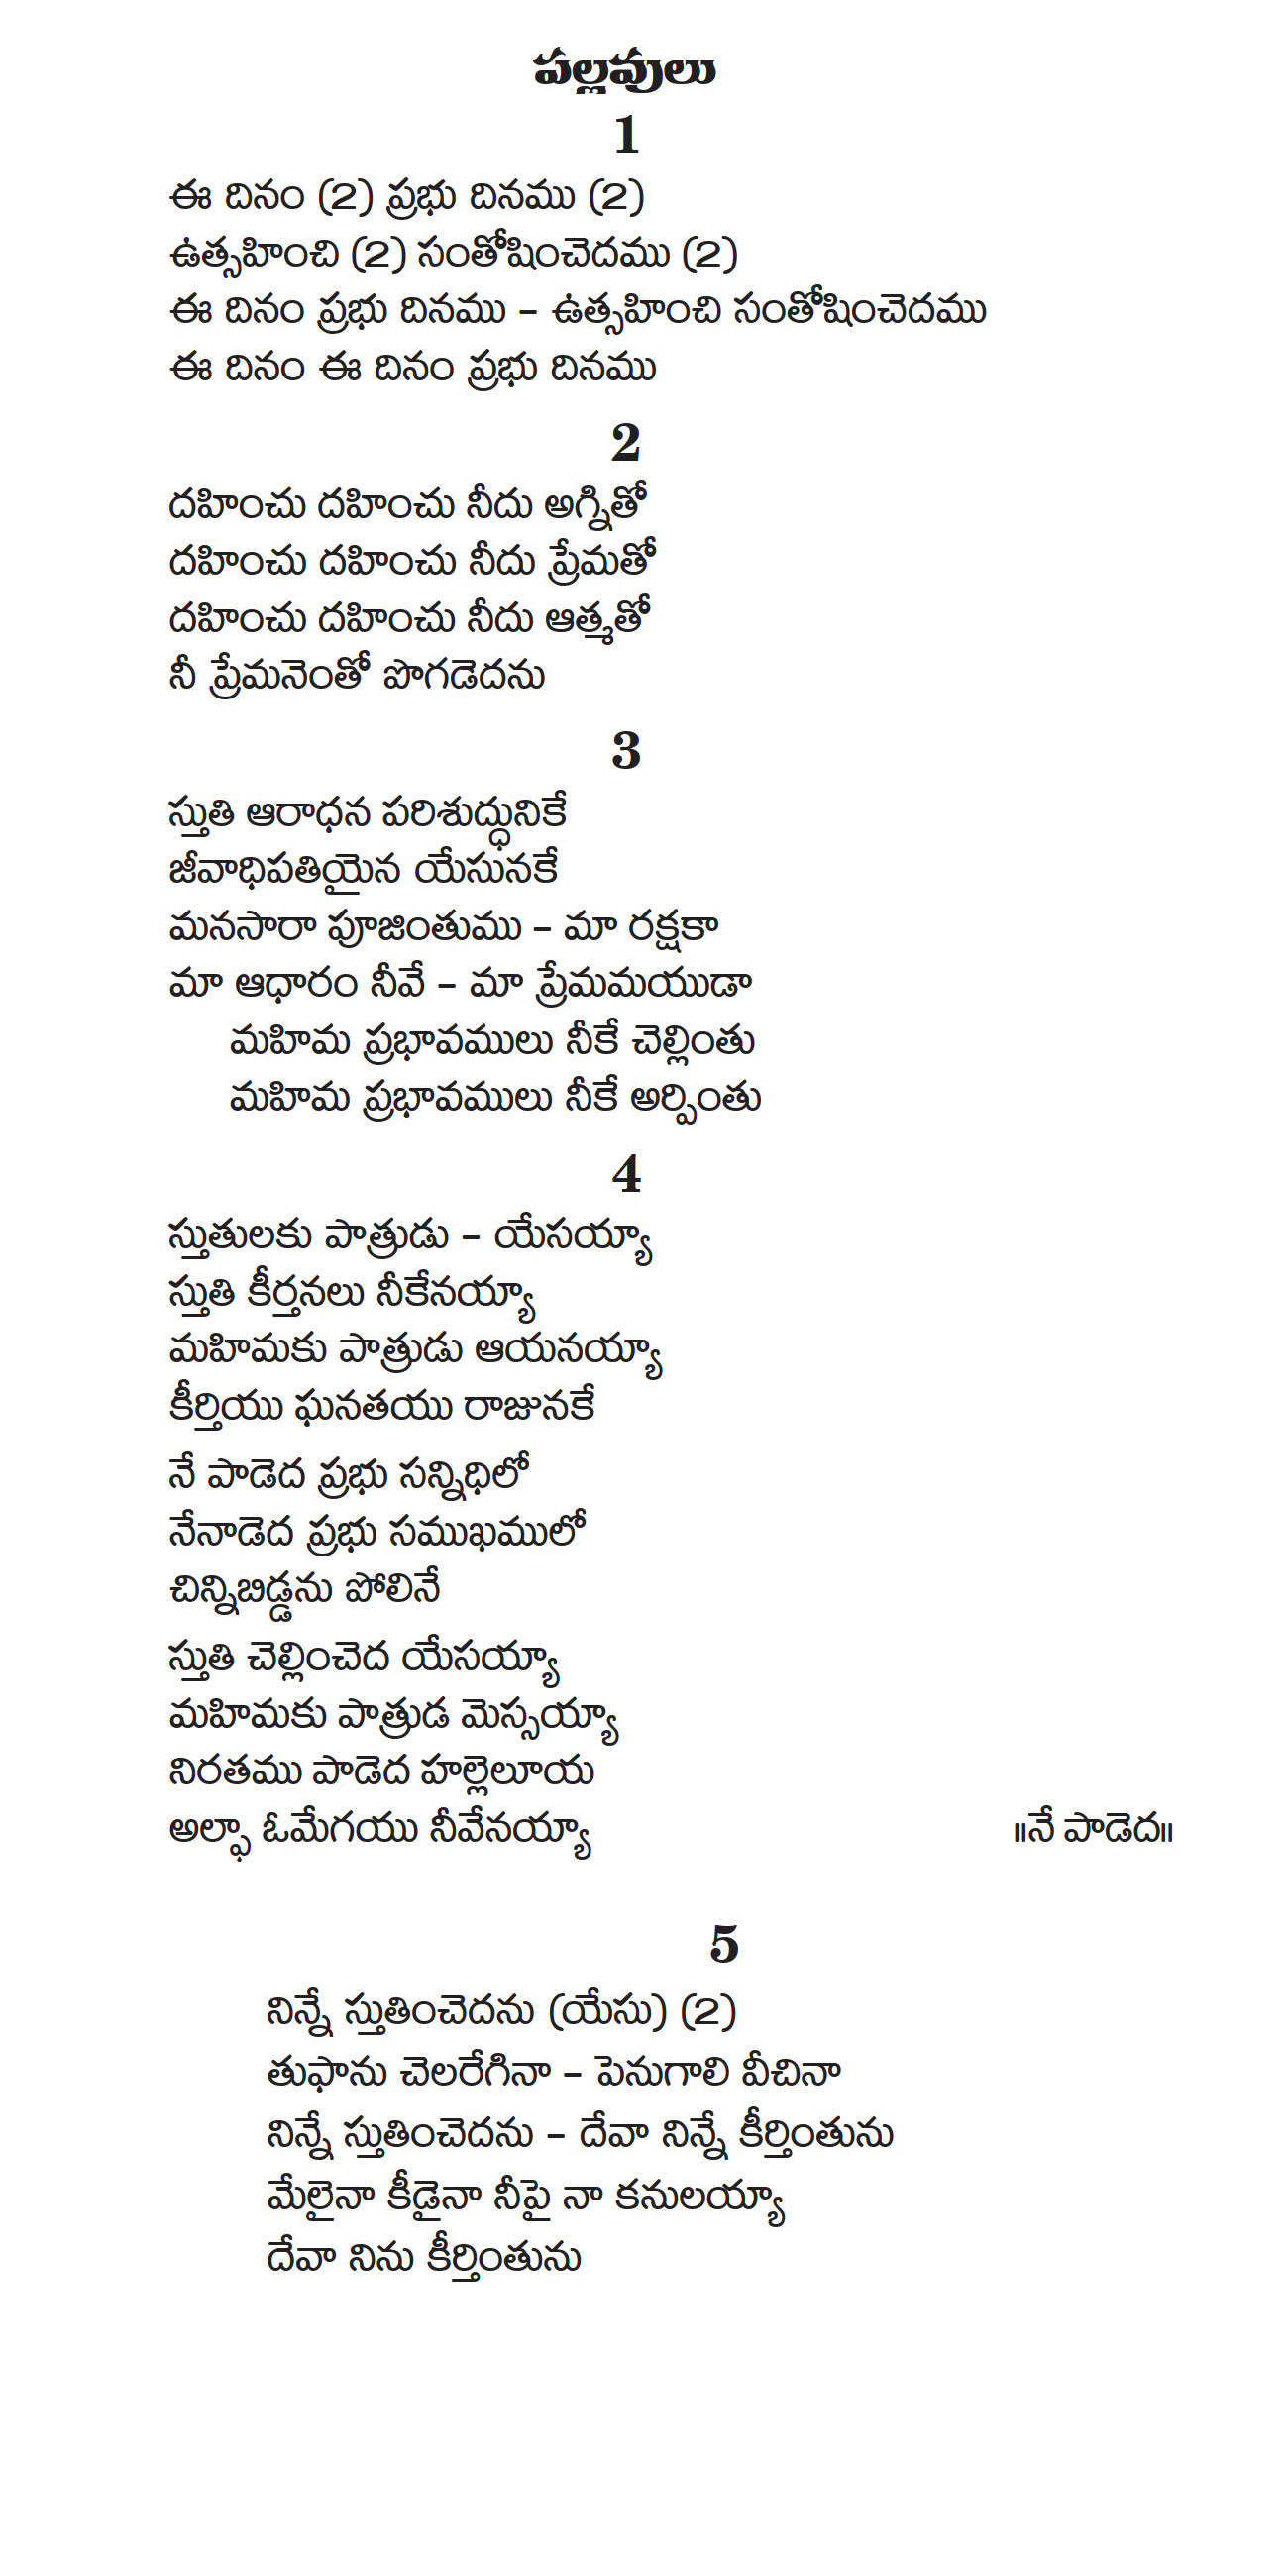 పల్లవులు
1
ఈ దినం (2) ప్రభు దినము (2)
ఉత్సహించి (2) సంతోషించెదము (2)
ఈ దినం ప్రభు దినము – ఉత్సహించి సంతోషించెదము
ఈ దినం ఈ దినం ప్రభు దినము
2
దహించు దహించు నీదు అగ్నితో
దహించు దహించు నీదు ప్రేమతో
దహించు దహించు నీదు ఆత్మతో
నీ ప్రేమనెంతో పొగడెదను
3
స్తుతి ఆరాధన పరిశుద్ధునికే
జీవాధిపతియైన యేసునకే
మనసారా పూజింతుము – మా రక్షకా
మా ఆధారం నీవే – మా ప్రేమమయుడా
మహిమ ప్రభావములు నీకే చెల్లింతు
మహిమ ప్రభావములు నీకే అర్పింతు
4
స్తుతులకు పాత్రుడు – యేసయ్యా
స్తుతి కీర్తనలు నీకేనయ్యా
మహిమకు పాత్రుడు ఆయనయ్యా
కీర్తియు ఘనతయు రాజునకే
నే పాడెద ప్రభు సన్నిధిలో
నేనాడెద ప్రభు సముఖములో
చిన్నిబిడ్డను పోలినే
స్తుతి చెల్లించెద యేసయ్యా
మహిమకు పాత్రుడ మెస్సయ్యా
నిరతము పాడెద హల్లెలూయ
అల్ఫా ఓమేగయు నీవేనయ్యా ॥నే పాడెద॥
5
నిన్నే స్తుతించెదను (యేసు) (2)
తుఫాను చెలరేగినా – పెనుగాలి వీచినా
నిన్నే స్తుతించెదను – దేవా నిన్నే కీర్తింతును
మేలైనా కీడైనా నీపై నా కనులయ్యా
దేవా నిను కీర్తింతును